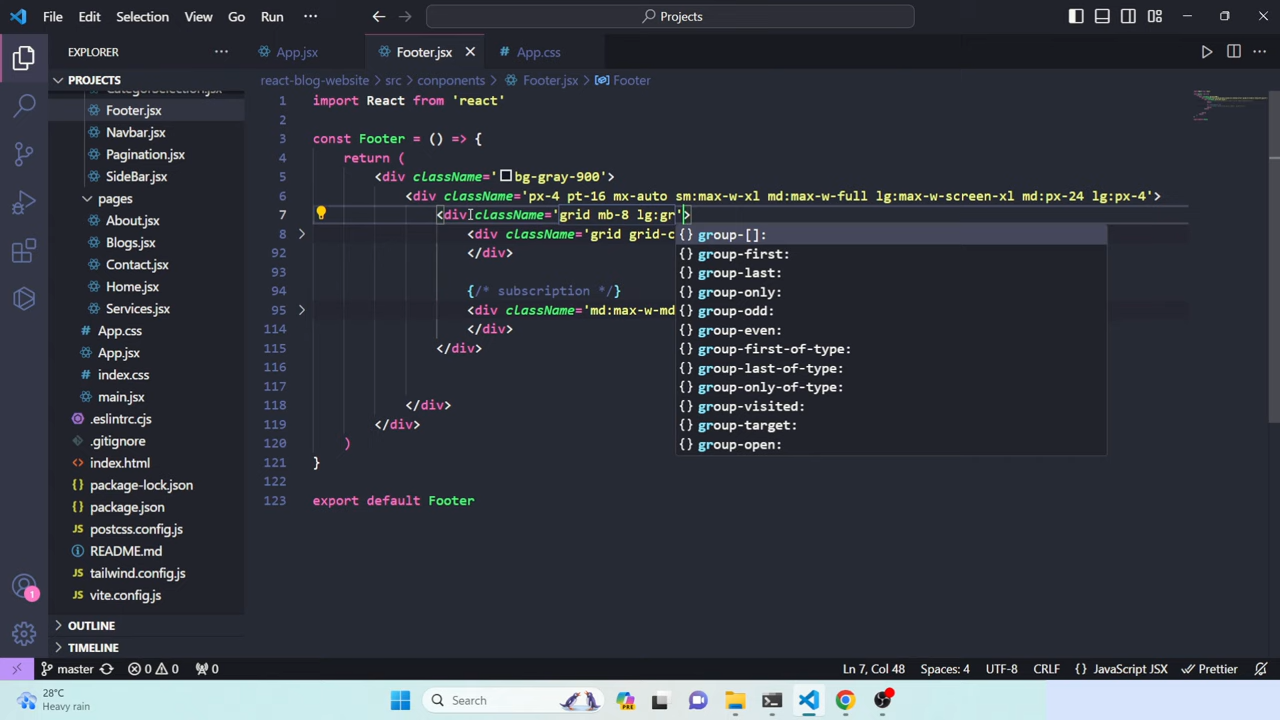 File Edit Selection View Go Run ··· Projects
EXPLORER ···
App.jsx Footer.jsx App.css
PROJECTS
react-blog-website > src > conponents > Footer.jsx > Footer
Footer.jsx
Navbar.jsx
Pagination.jsx
SideBar.jsx
pages
About.jsx
Blogs.jsx
Contact.jsx
Home.jsx
Services.jsx
App.css
App.jsx
index.css
main.jsx
.eslintrc.cjs
.gitignore
index.html
package-lock.json
package.json
postcss.config.js
README.md
tailwind.config.js
vite.config.js
OUTLINE
TIMELINE
1 import React from 'react'
2
3 const Footer = () => {
4 return (
5 <div className='bg-gray-900'>
6 <div className='px-4 pt-16 mx-auto sm:max-w-xl md:max-w-full lg:max-w-screen-xl md:px-24 lg:px-4'>
7 <div className='grid mb-8 lg:gr'>
8 <div className='grid grid-c
92 </div>
93
94 {/* subscription */}
95 <div className='md:max-w-md
114 </div>
115 </div>
116
117
118 </div>
119 </div>
120 )
121 }
122
123 export default Footer
{} group-[]:
{} group-first:
{} group-last:
{} group-only:
{} group-odd:
{} group-even:
{} group-first-of-type:
{} group-last-of-type:
{} group-only-of-type:
{} group-visited:
{} group-target:
{} group-open:
1
master 0 0 0 Ln 7, Col 48 Spaces: 4 UTF-8 CRLF {} JavaScript JSX Prettier
28°C
Heavy rain
Search
PRE